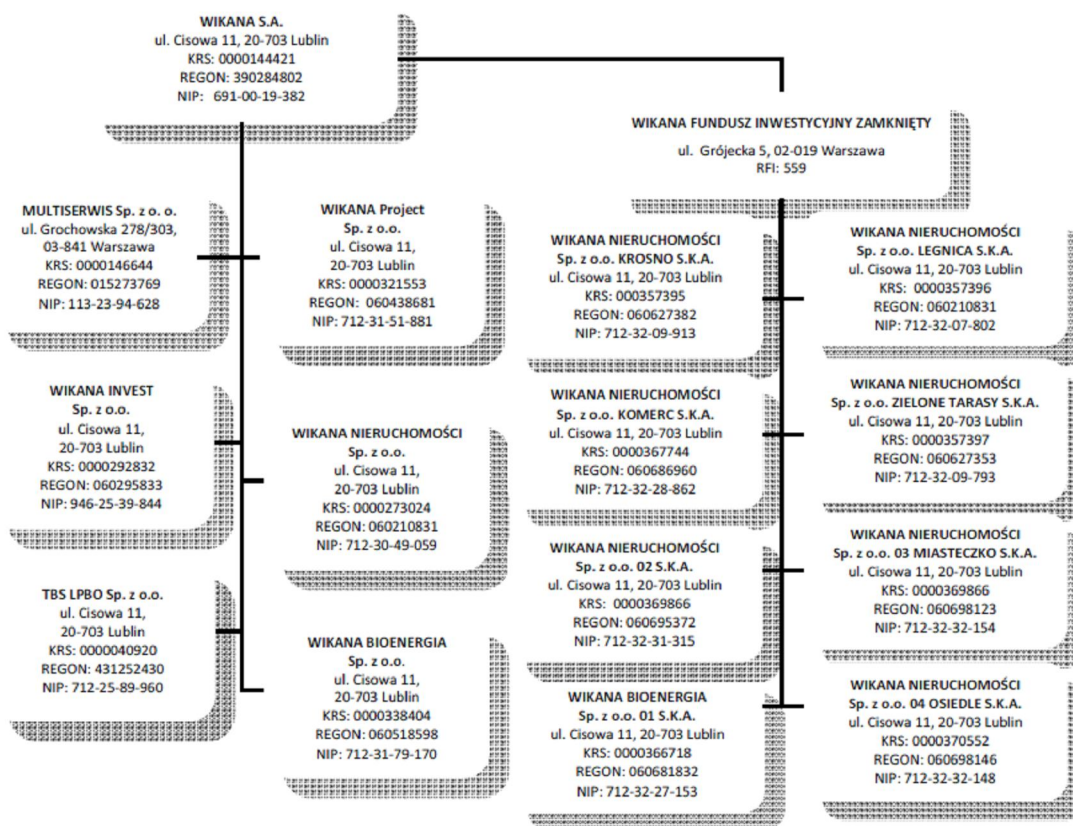 WIKANA S.A.
ul. Cisowa 11, 20-703 Lublin
KRS: 0000144421
REGON: 390284802
NIP: 691-00-19-382
WIKANA FUNDUSZ INWESTYCYJNY ZAMKNIĘTY
ul. Grójecka 5, 02-019 Warszawa
RFI: 559
MULTISERWIS Sp. z o. o.
ul. Grochowska 278/303,
03-841 Warszawa
KRS: 0000146644
REGON: 015273769
NIP: 113-23-94-628
WIKANA Project
Sp. z o.o.
ul. Cisowa 11,
20-703 Lublin
KRS: 0000321553
REGON: 060438681
NIP: 712-31-51-881
WIKANA NIERUCHOMOŚCI
Sp. z o.o. KROSNO S.K.A.
ul. Cisowa 11, 20-703 Lublin
KRS: 000357395
REGON: 060627382
NIP: 712-32-09-913
WIKANA NIERUCHOMOŚCI
Sp. z o.o. LEGNICA S.K.A.
ul. Cisowa 11, 20-703 Lublin
KRS: 0000357396
REGON: 060210831
NIP: 712-32-07-802
WIKANA INVEST
Sp. z o.o.
ul. Cisowa 11,
20-703 Lublin
KRS: 0000292832
REGON: 060295833
NIP: 946-25-39-844
WIKANA NIERUCHOMOŚCI
Sp. z o.o.
ul. Cisowa 11,
20-703 Lublin
KRS: 0000273024
REGON: 060210831
NIP: 712-30-49-059
WIKANA NIERUCHOMOŚCI
Sp. z o.o. KOMERC S.K.A.
ul. Cisowa 11, 20-703 Lublin
KRS: 0000367744
REGON: 060686960
NIP: 712-32-28-862
WIKANA NIERUCHOMOŚCI
Sp. z o.o. ZIELONE TARASY S.K.A.
ul. Cisowa 11, 20-703 Lublin
KRS: 0000357397
REGON: 060627353
NIP: 712-32-09-793
TBS LPBO Sp. z o.o.
ul. Cisowa 11,
20-703 Lublin
KRS: 0000040920
REGON: 431252430
NIP: 712-25-89-960
WIKANA BIOENERGIA
Sp. z o.o.
ul. Cisowa 11,
20-703 Lublin
KRS: 0000338404
REGON: 060518598
NIP: 712-31-79-170
WIKANA NIERUCHOMOŚCI
Sp. z o.o. 02 S.K.A.
ul. Cisowa 11, 20-703 Lublin
KRS: 0000369866
REGON: 060695372
NIP: 712-32-31-315
WIKANA NIERUCHOMOŚCI
Sp. z o.o. 03 MIASTECZKO S.K.A.
ul. Cisowa 11, 20-703 Lublin
KRS: 0000369866
REGON: 060698123
NIP: 712-32-32-154
WIKANA BIOENERGIA
Sp. z o.o. 01 S.K.A.
ul. Cisowa 11, 20-703 Lublin
KRS: 0000366718
REGON: 060681832
NIP: 712-32-27-153
WIKANA NIERUCHOMOŚCI
Sp. z o.o. 04 OSIEDLE S.K.A.
ul. Cisowa 11, 20-703 Lublin
KRS: 0000370552
REGON: 060698146
NIP: 712-32-32-148